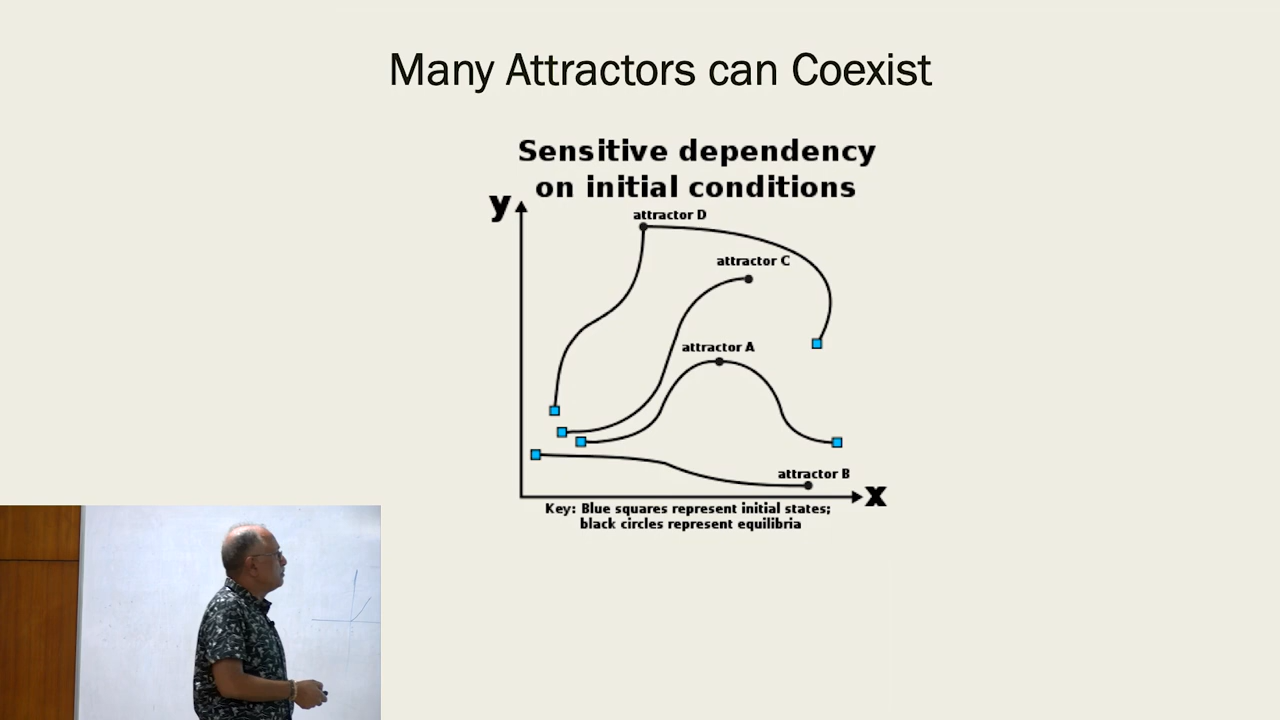 Many Attractors can Coexist
Sensitive dependency
on initial conditions
y
attractor D
attractor C
attractor A
attractor B
x
Key: Blue squares represent initial states;
black circles represent equilibria